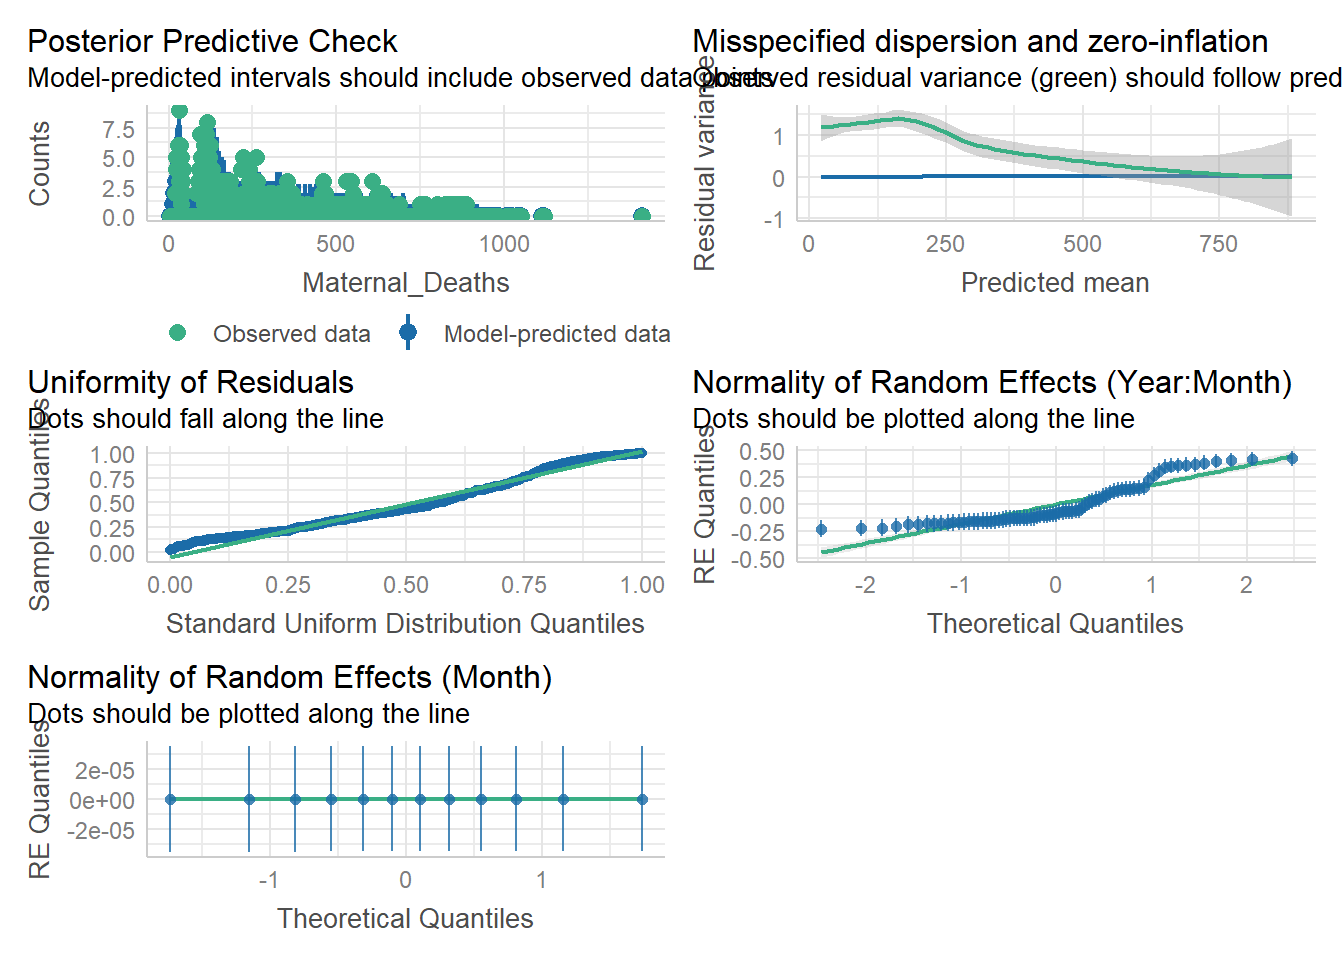 Posterior Predictive Check
Model-predicted intervals should include observed data points
Counts
7.5
5.0
2.5
0.0
0
500
1000
Maternal_Deaths
Observed data
Model-predicted data
Misspecified dispersion and zero-inflation
Observed residual variance (green) should follow pred
Residual variance
1
0
-1
0
250
500
750
Predicted mean
Uniformity of Residuals
Dots should fall along the line
Sample Quantiles
1.00
0.75
0.50
0.25
0.00
0.00
0.25
0.50
0.75
1.00
Standard Uniform Distribution Quantiles
Normality of Random Effects (Year:Month)
Dots should be plotted along the line
RE Quantiles
0.50
0.25
0.00
-0.25
-0.50
-2
-1
0
1
2
Theoretical Quantiles
Normality of Random Effects (Month)
Dots should be plotted along the line
RE Quantiles
2e-05
0e+00
-2e-05
-1
0
1
Theoretical Quantiles